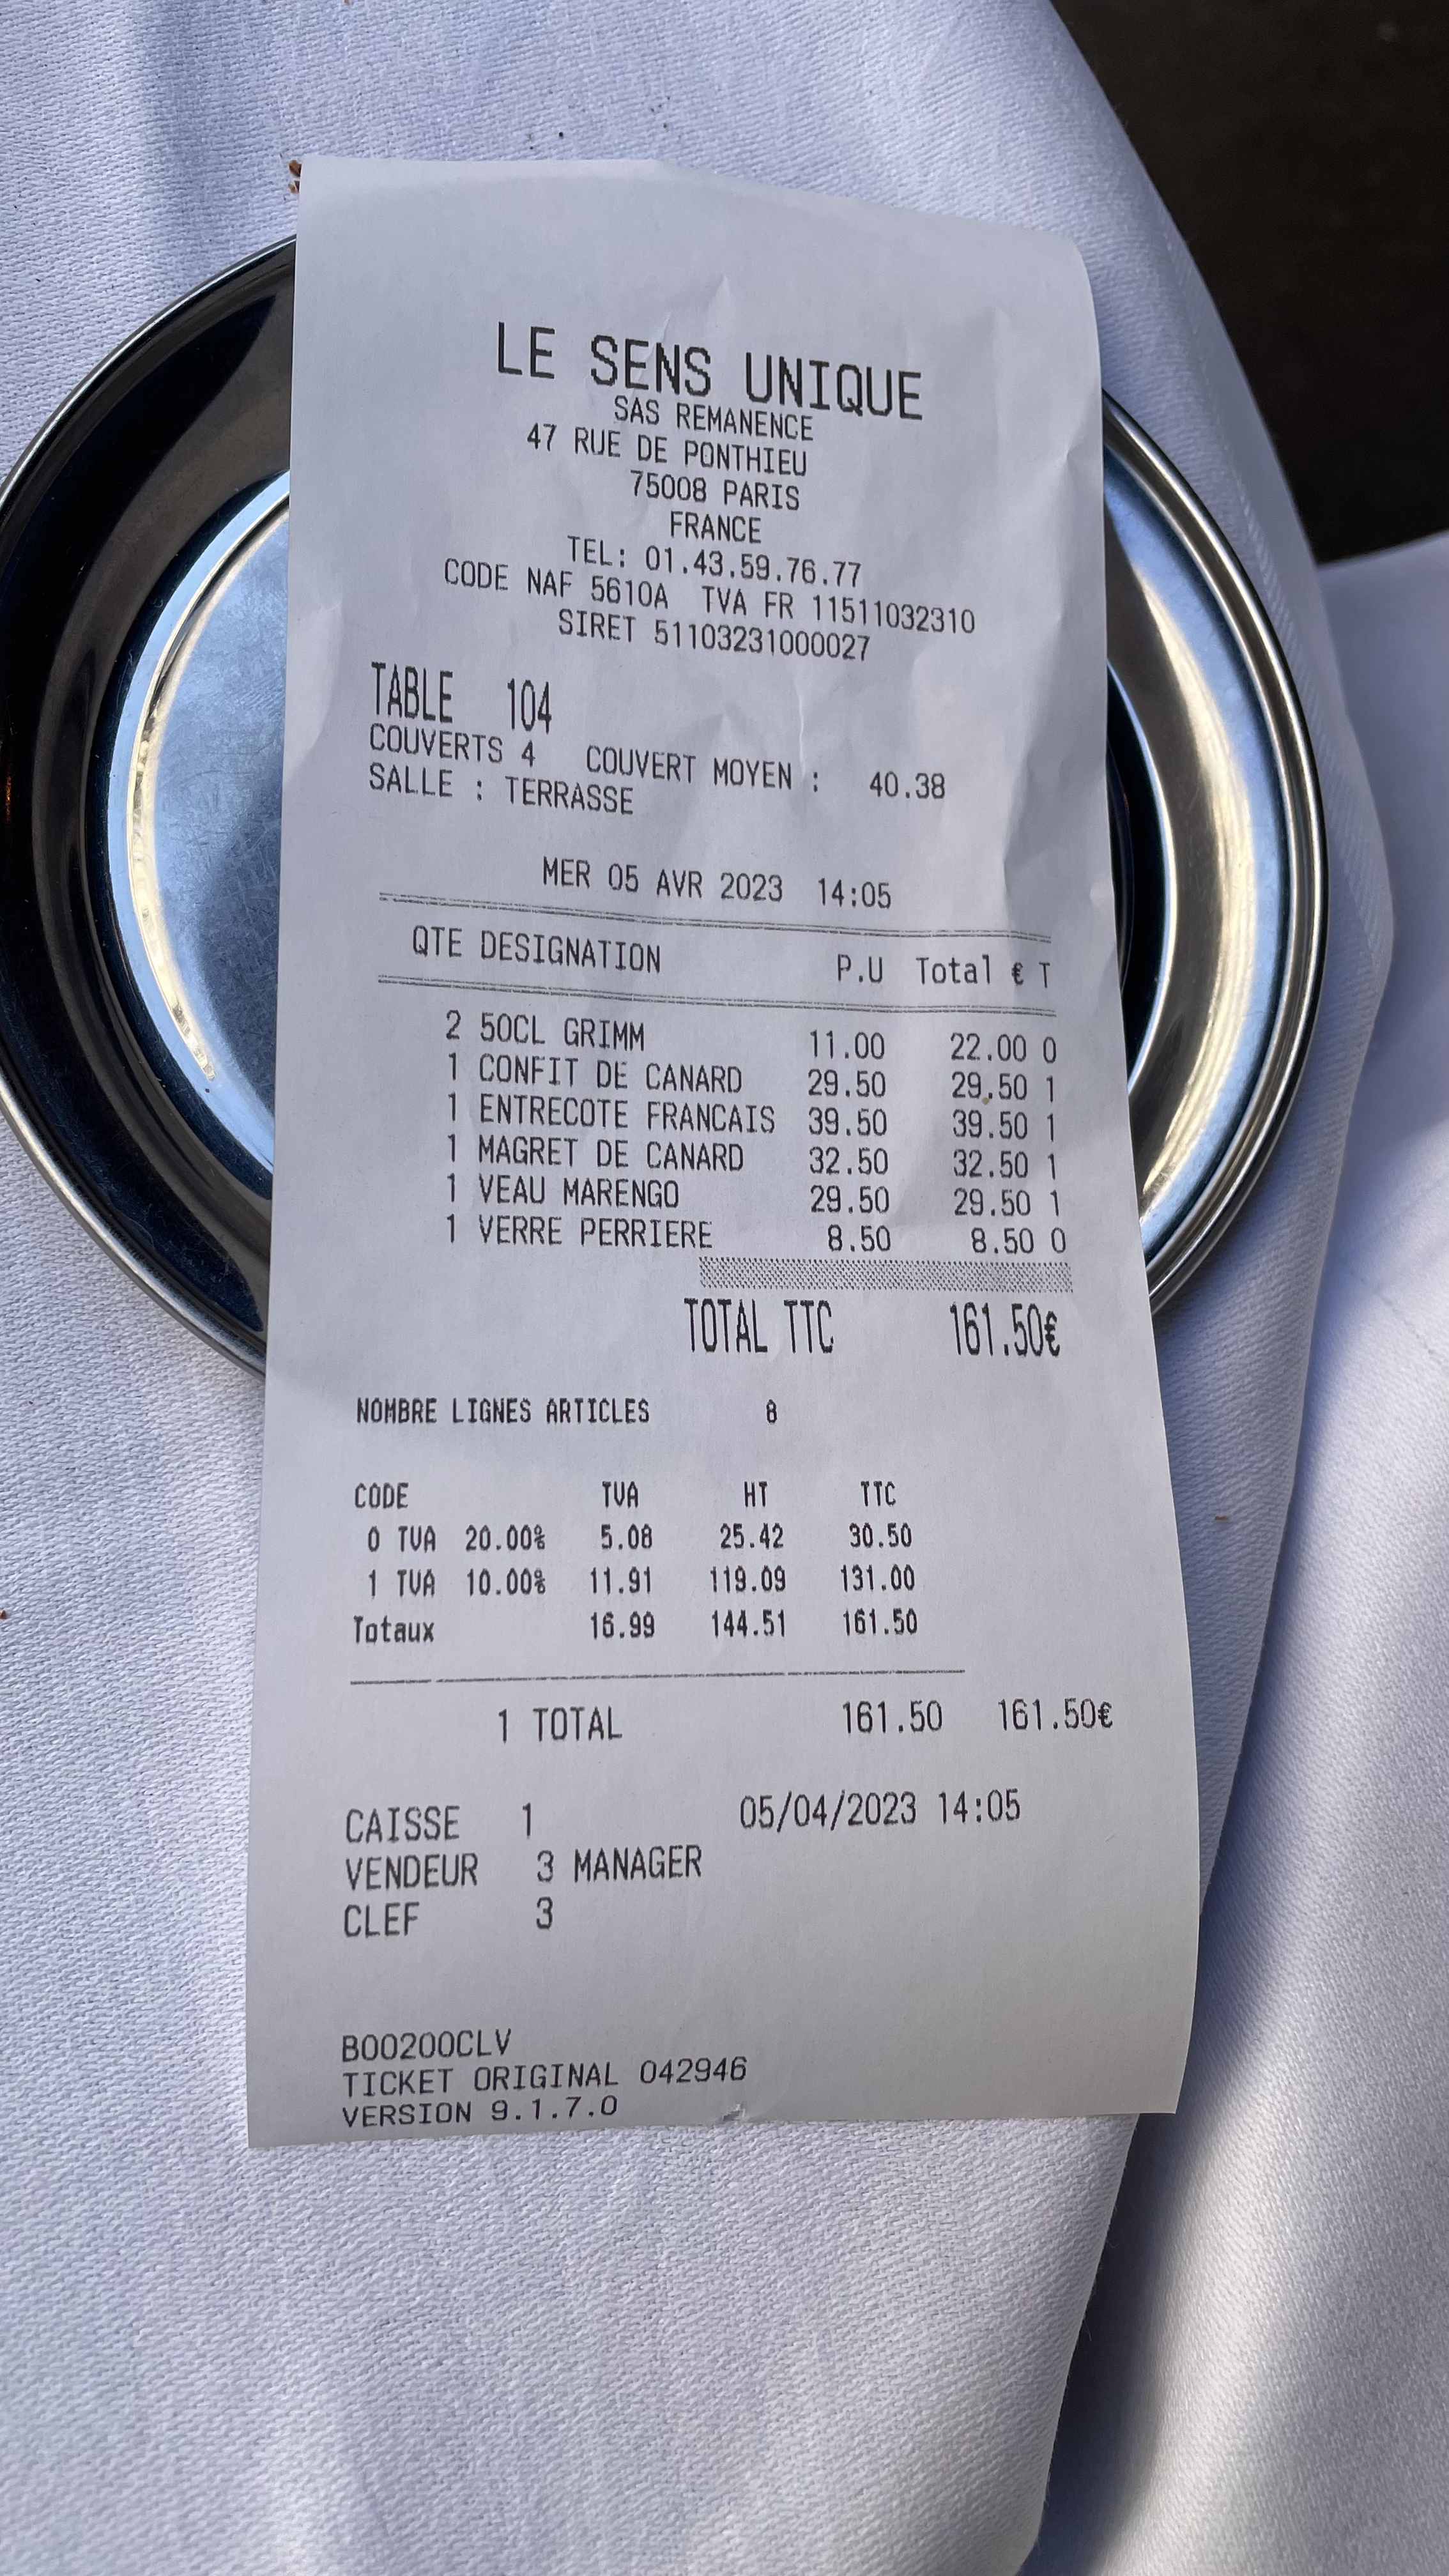 LE SENS UNIQUE
SAS REMANENCE
47 RUE DE PONTHIEU
75008 PARIS
FRANCE
TEL: 01.43.59.76.77
CODE NAF 5610A TVA FR 11511032310
SIRET 51103231000027
TABLE 104
COUVERTS 4 COUVERT MOYEN : 40.38
SALLE : TERRASSE
MER 05 AVR 2023 14:05
QTE DESIGNATION P.U Total € T
2 50CL GRIMM 11.00 22.00 0
1 CONFIT DE CANARD 29.50 29.50 1
1 ENTRECOTE FRANCAIS 39.50 39.50 1
1 MAGRET DE CANARD 32.50 32.50 1
1 VEAU MARENGO 29.50 29.50 1
1 VERRE PERRIERE 8.50 8.50 0
TOTAL TTC 161.50€
NOMBRE LIGNES ARTICLES 8
CODE TVA HT TTC
0 TVA 20.00% 5.08 25.42 30.50
1 TVA 10.00% 11.91 119.09 131.00
Totaux 16.99 144.51 161.50
1 TOTAL 161.50 161.50€
CAISSE 1 05/04/2023 14:05
VENDEUR 3 MANAGER
CLEF 3
B00200CLV
TICKET ORIGINAL 042946
VERSION 9.1.7.0